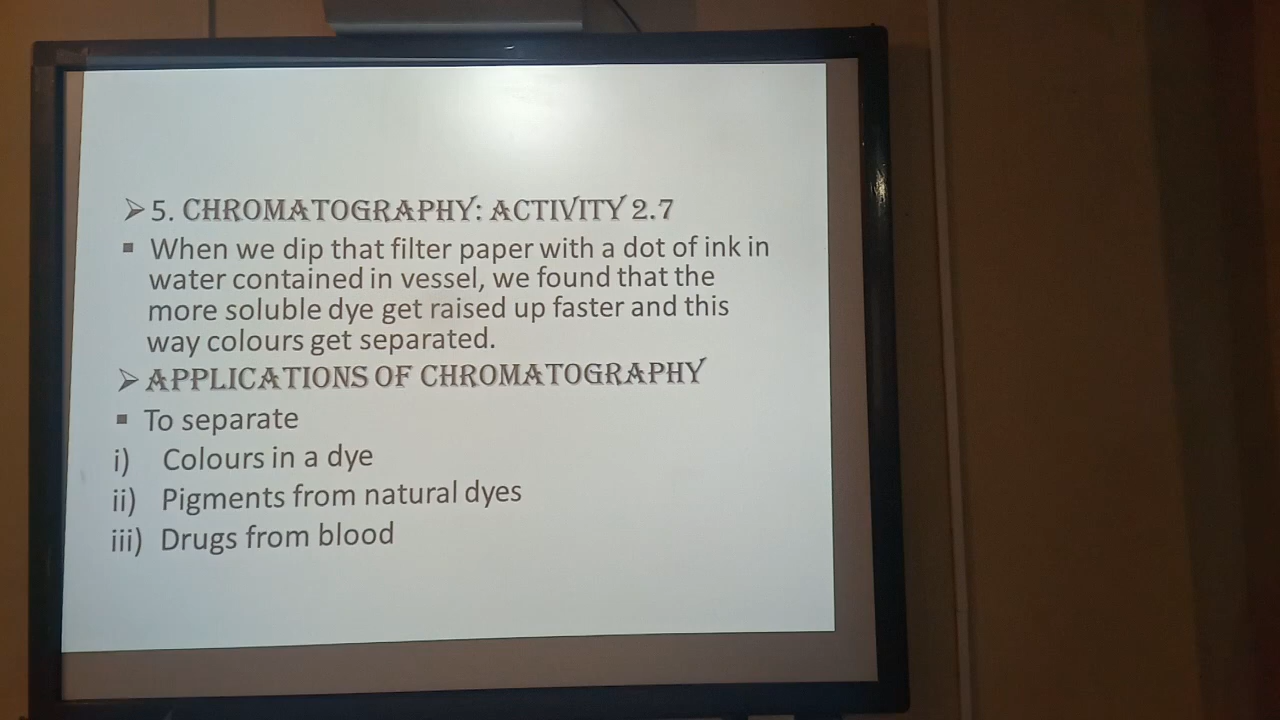 ➢ 5. CHROMATOGRAPHY: ACTIVITY 2.7
▪ When we dip that filter paper with a dot of ink in
water contained in vessel, we found that the
more soluble dye get raised up faster and this
way colours get separated.
➢ APPLICATIONS OF CHROMATOGRAPHY
▪ To separate
i) Colours in a dye
ii) Pigments from natural dyes
iii) Drugs from blood